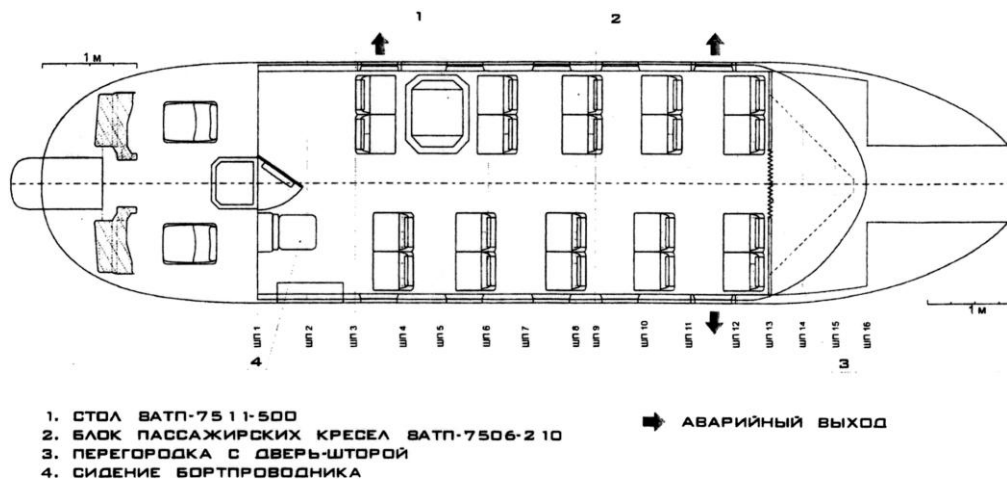 1 2
1 м
1 м
ШП 1 ШП 2 ШП 3 ШП 4 ШП 5 ШП 6 ШП 7 ШП 8 ШП 9 ШП 10 ШП 11 ШП 12 ШП 13 ШП 14 ШП 15 ШП 16
4 3
1. СТОЛ 8АТП-7511-500
2. БЛОК ПАССАЖИРСКИХ КРЕСЕЛ 8АТП-7506-210
3. ПЕРЕГОРОДКА С ДВЕРЬ-ШТОРОЙ
4. СИДЕНИЕ БОРТПРОВОДНИКА
АВАРИЙНЫЙ ВЫХОД